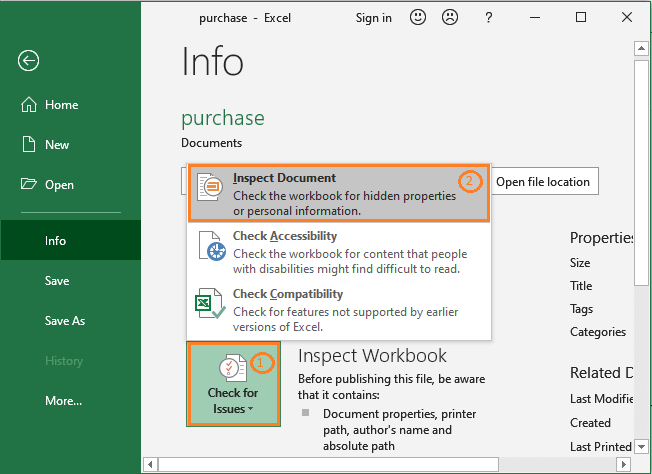 purchase - Excel
Sign in
?
Info
purchase
Documents
Home
New
Open
Info
Save
Save As
History
More...
Inspect Document
2
Check the workbook for hidden properties
or personal information.
Open file location
Check Accessibility
Check the workbook for content that people
with disabilities might find difficult to read.
Check Compatibility
Check for features not supported by earlier
versions of Excel.
1
Check for
Issues
Inspect Workbook
Before publishing this file, be aware
that it contains:
Document properties, printer
path, author's name and
absolute path
Properties
Size
Title
Tags
Categories
Related D
Last Modifie
Created
Last Printed